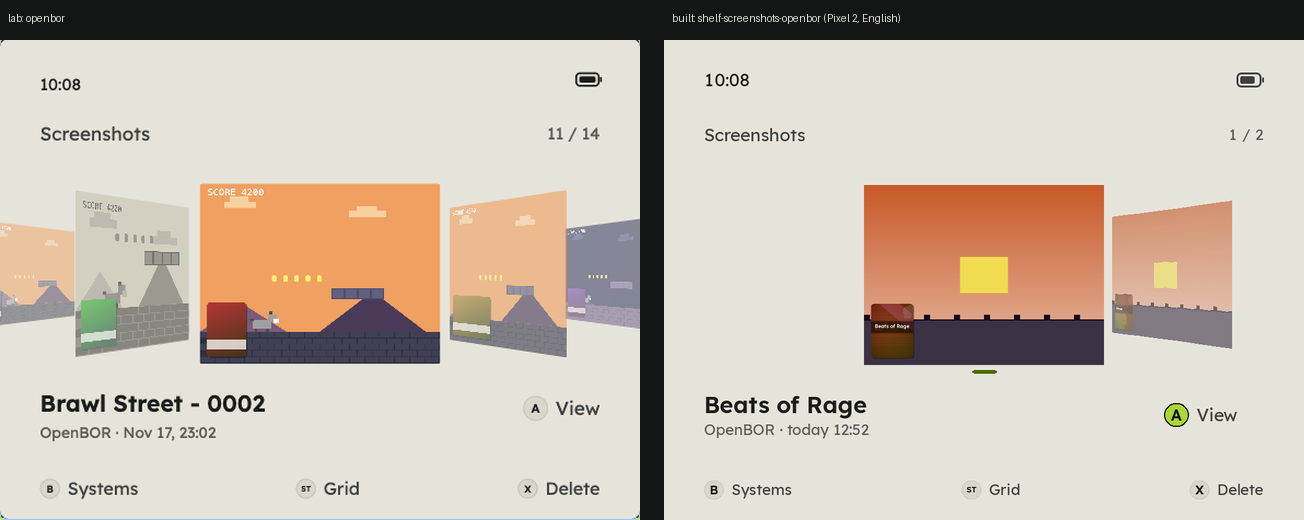 lab: openbor
10:08
Screenshots
11 / 14
SCORE 4200
Brawl Street - 0002
OpenBOR · Nov 17, 23:02
A View
B Systems
ST Grid
X Delete
built: shelf-screenshots-openbor (Pixel 2, English)
10:08
Screenshots
1 / 2
Beats of Rage
Beats of Rage
OpenBOR · today 12:52
A View
B Systems
ST Grid
X Delete